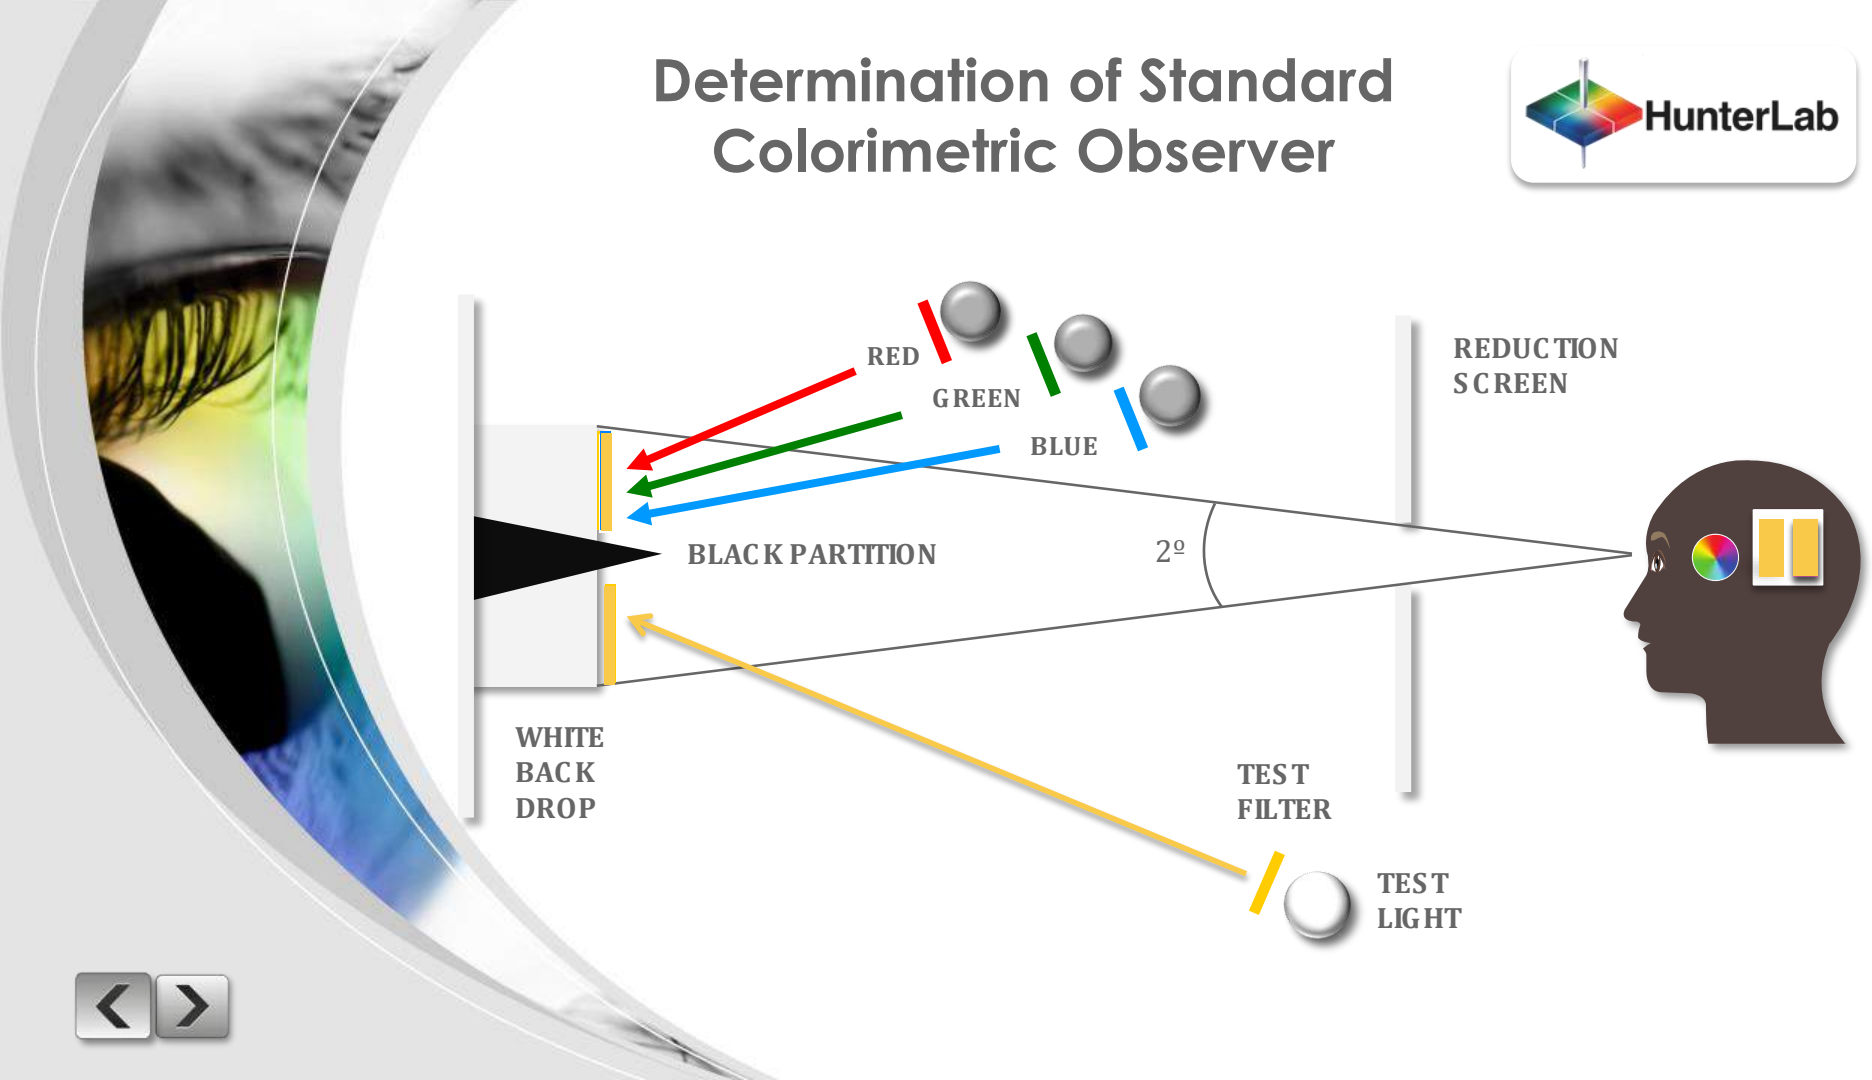 Determination of Standard
Colorimetric Observer
HunterLab
RED
GREEN
BLUE
REDUCTION
SCREEN
BLACK PARTITION
2º
WHITE
BACK
DROP
TEST
FILTER
TEST
LIGHT